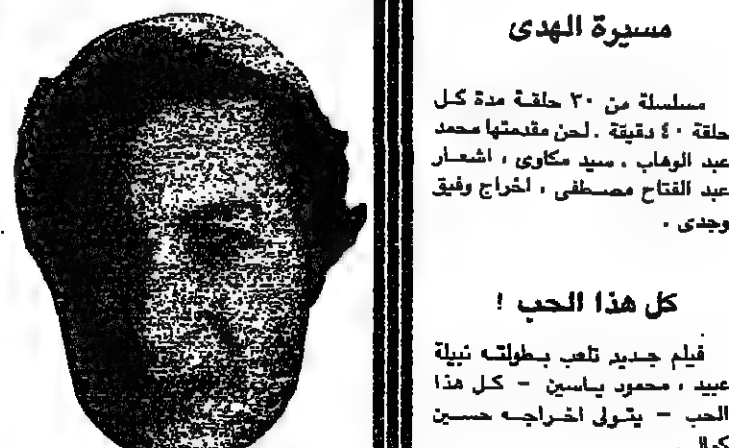 مسيرة الهدى
مسلسلة من ٣٠ حلقة مدة كل
حلقة ٤٠ دقيقة . لحن مقدمتها محمد
عبد الوهاب ، سيد مكاوى ، اشعار
عبد الفتاح مصطفى ، اخراج وفيق
وجدى .
كل هذا الحب !
فيلم جديد تلعب بطولته نبيلة
عبيد ، محمود ياسين – كل هذا
الحب – يتولى اخراجه حسين
كمال .